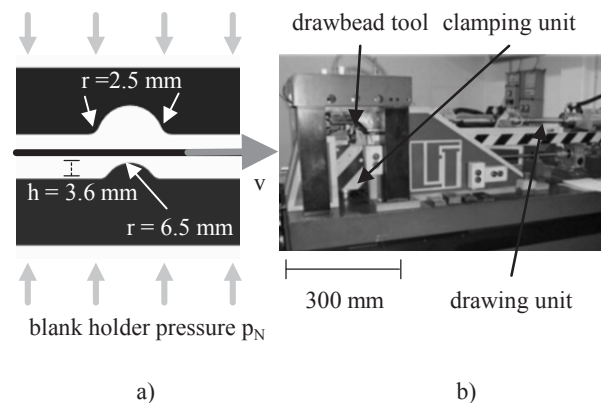 a)
r =2.5 mm
h = 3.6 mm
v
r = 6.5 mm
blank holder pressure pN
a)
drawbead tool
clamping unit
300 mm
drawing unit
b)